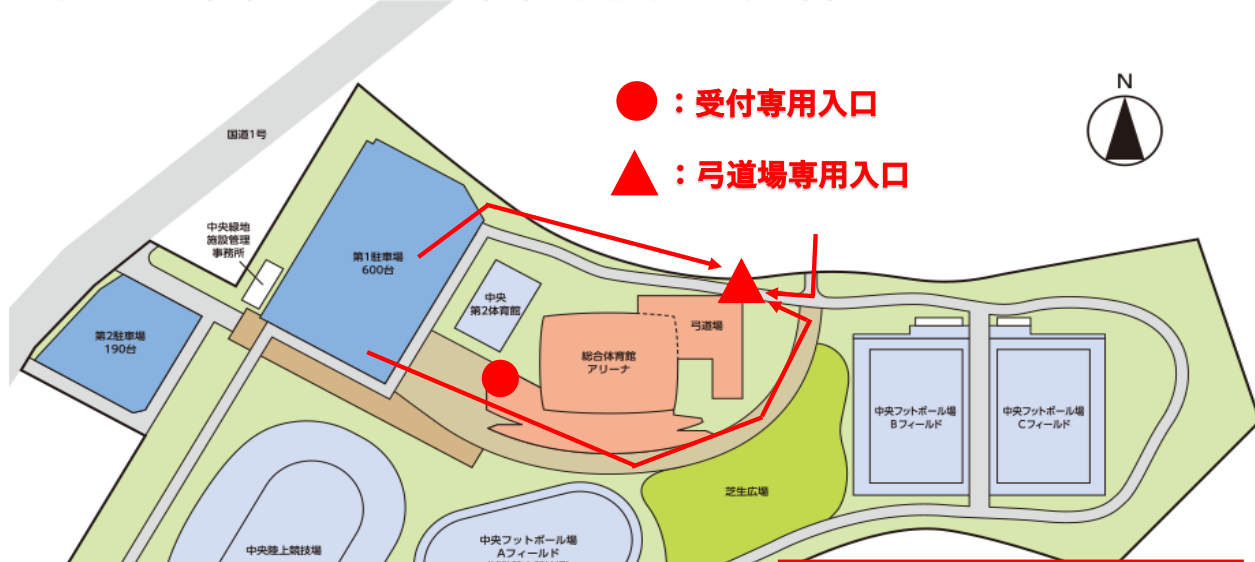 ●：受付専用入口
N
国道1号
▲：弓道場専用入口
中央緑地
施設管理
事務所
第1駐車場
600台
中央
第2体育館
弓道場
第2駐車場
190台
総合体育館
アリーナ
中央フットボール場
Bフィールド
中央フットボール場
Cフィールド
芝生広場
中央陸上競技場
中央フットボール場
Aフィールド